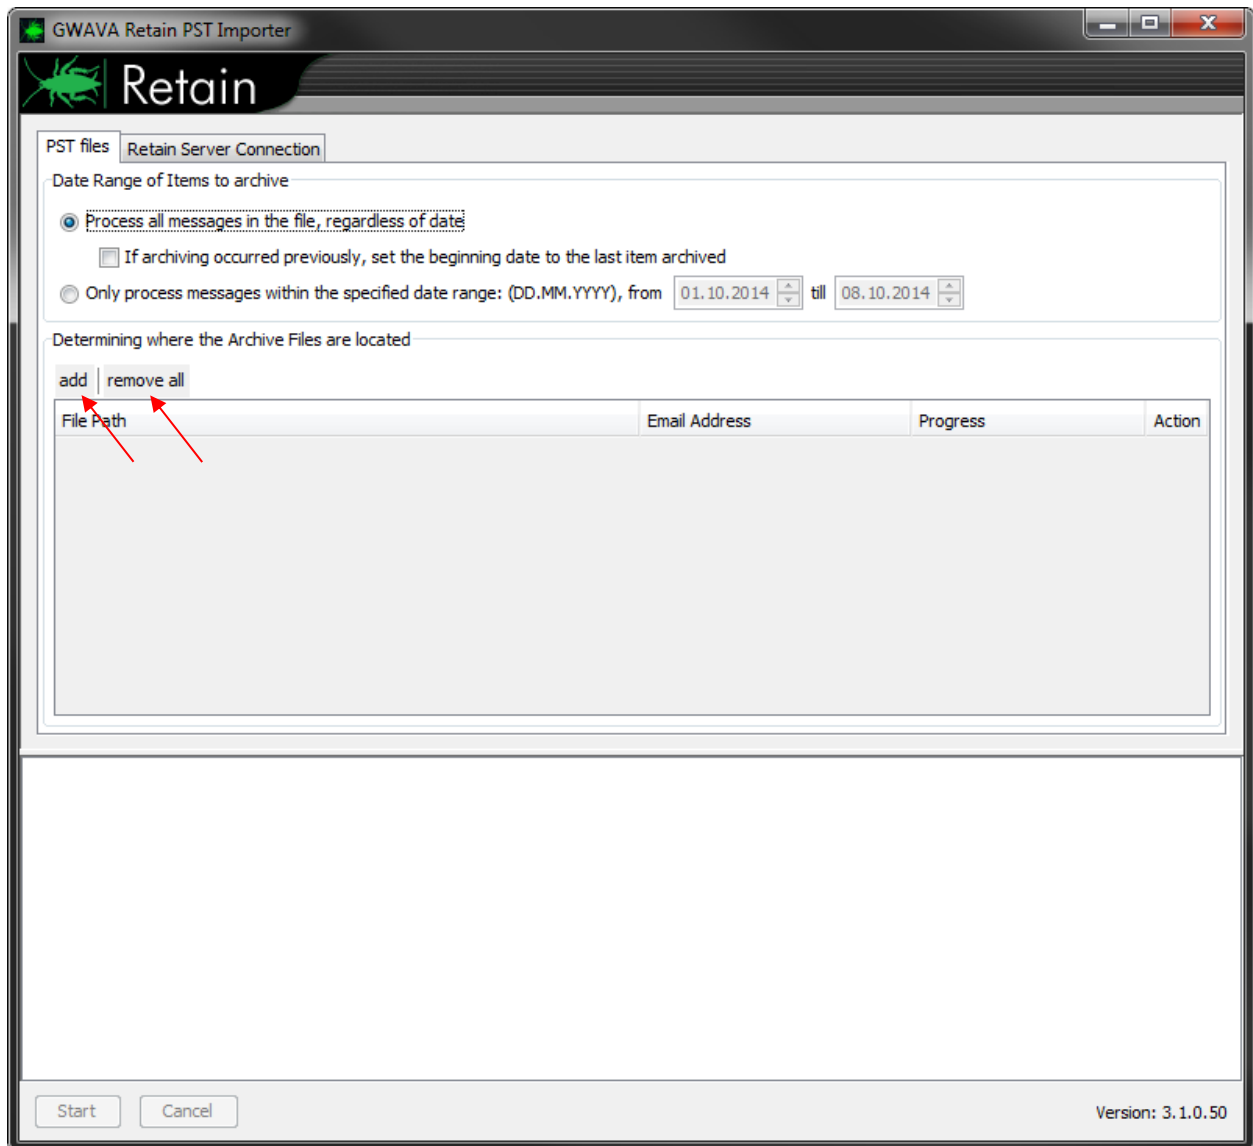 GWAVA Retain PST Importer
Retain
PST files Retain Server Connection
Date Range of Items to archive
Process all messages in the file, regardless of date
If archiving occurred previously, set the beginning date to the last item archived
Only process messages within the specified date range: (DD.MM.YYYY), from 01.10.2014 till 08.10.2014
Determining where the Archive Files are located
add remove all
File Path Email Address Progress Action
Start Cancel Version: 3.1.0.50